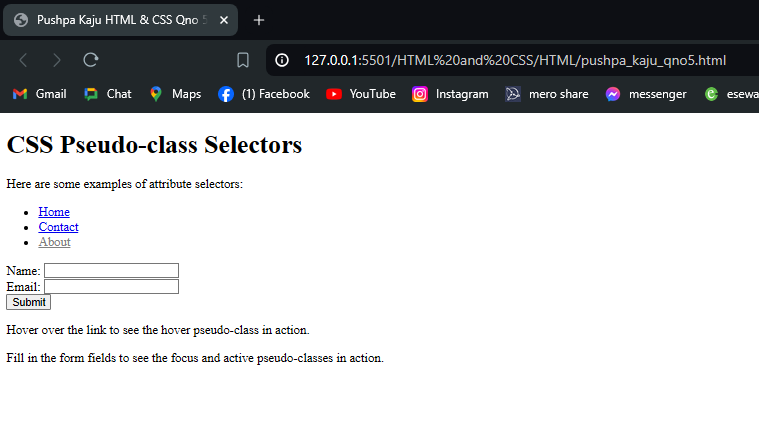 Pushpa Kaju HTML & CSS Qno 5
127.0.0.1:5501/HTML%20and%20CSS/HTML/pushpa_kaju_qno5.html
Gmail Chat Maps (1) Facebook YouTube Instagram mero share messenger esewa
CSS Pseudo-class Selectors
Here are some examples of attribute selectors:
Home
Contact
About
Name:
Email:
Submit
Hover over the link to see the hover pseudo-class in action.
Fill in the form fields to see the focus and active pseudo-classes in action.